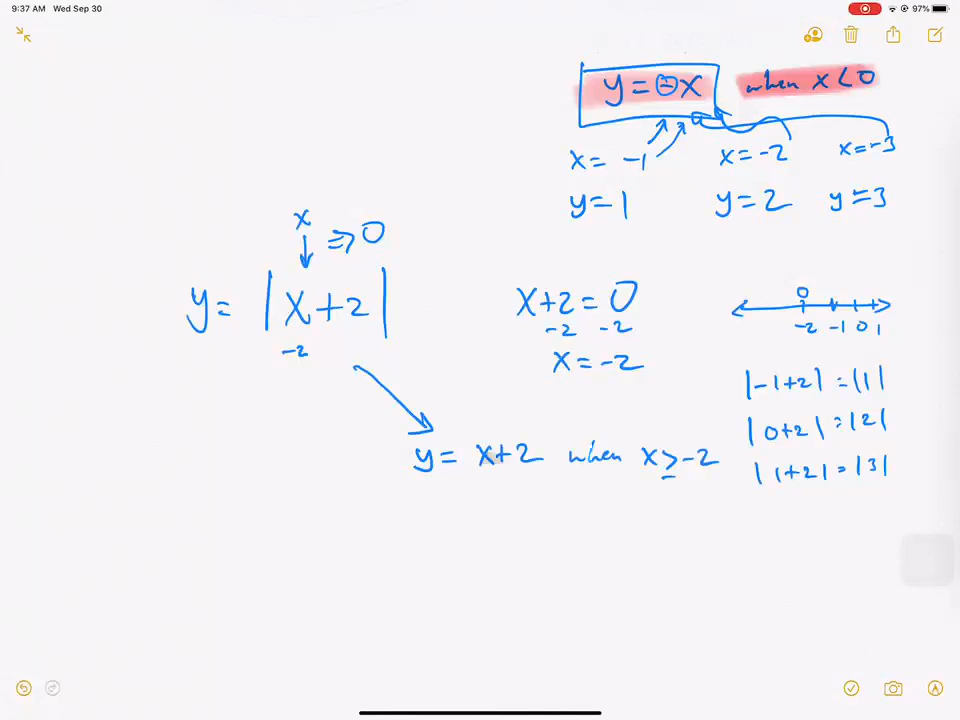 9:37 AM Wed Sep 30
97%
y = -x when x < 0
x = -1 x = -2 x = -3
y = 1 y = 2 y = 3
x
≥ 0
y = |x+2|
-2
x+2 = 0
-2 -2
x = -2
0
-2 -1 0 1
|-1+2| = |1|
|0+2| = |2|
|1+2| = |3|
y = x+2 when x ≥ -2